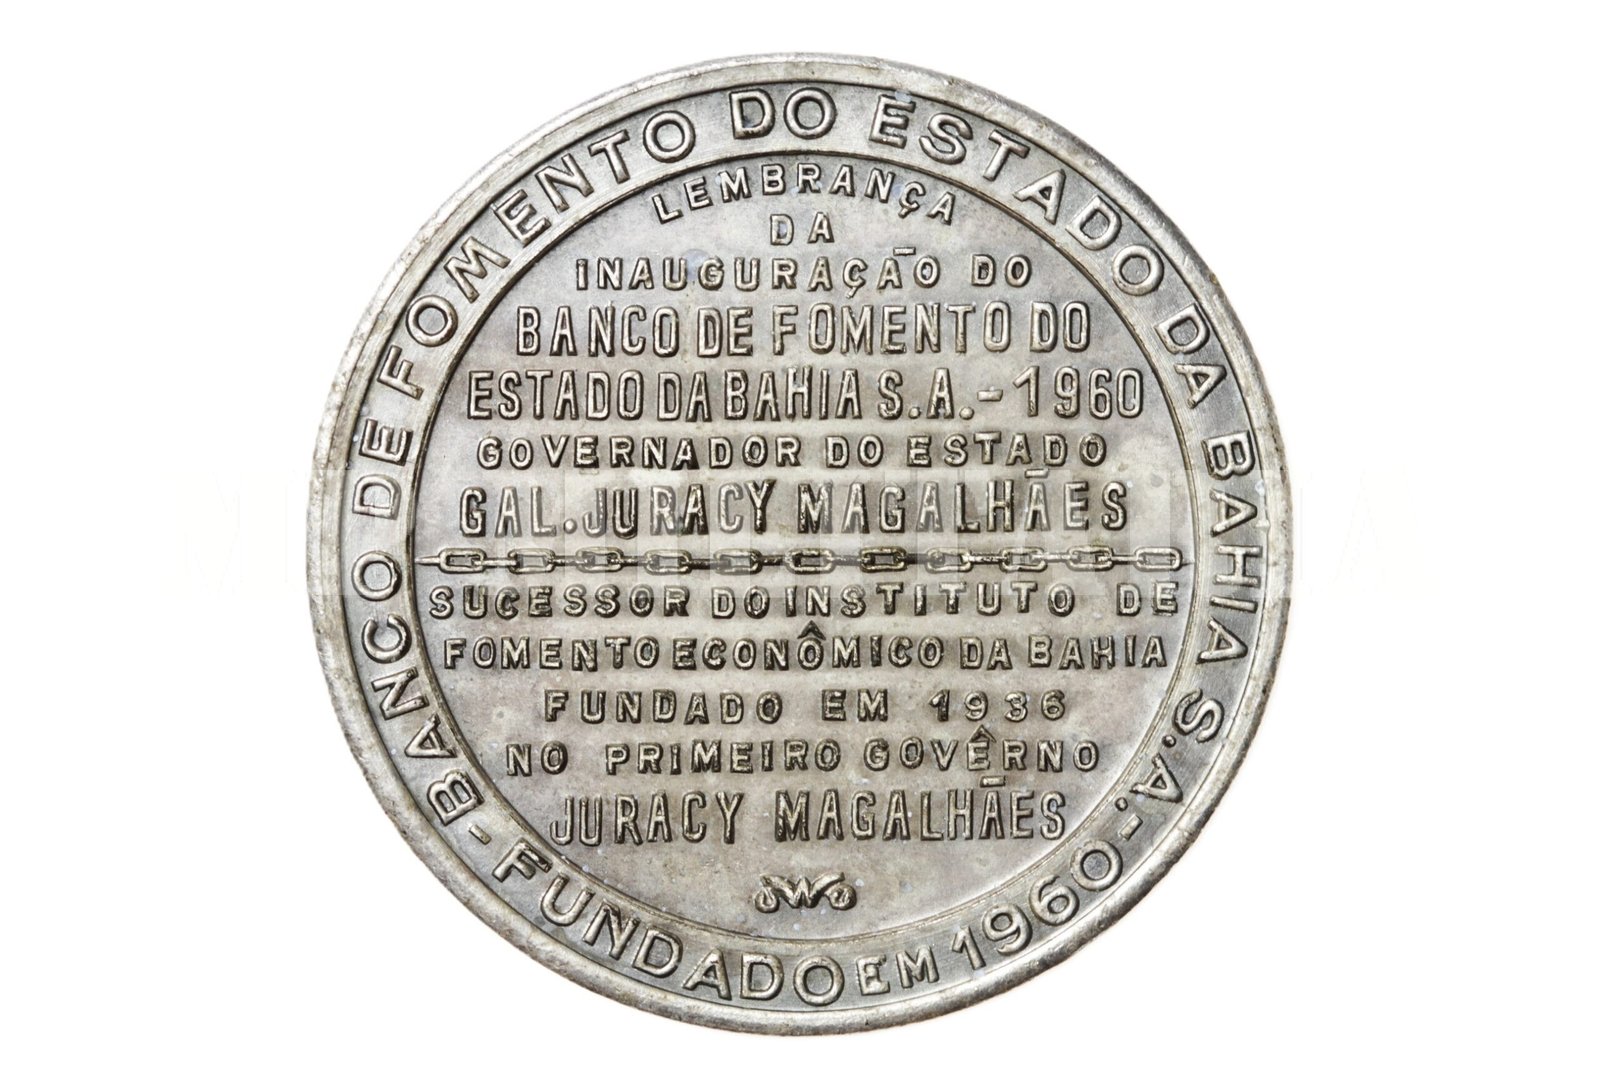 BANCO DE FOMENTO DO ESTADO DA BAHIA S.A. - FUNDADO EM 1960 -
LEMBRANÇA
DA
INAUGURAÇÃO DO
BANCO DE FOMENTO DO
ESTADO DA BAHIA S.A. - 1960
GOVERNADOR DO ESTADO
GAL. JURACY MAGALHÃES
SUCESSOR DO INSTITUTO DE
FOMENTO ECONÔMICO DA BAHIA
FUNDADO EM 1936
NO PRIMEIRO GOVÊRNO
JURACY MAGALHÃES